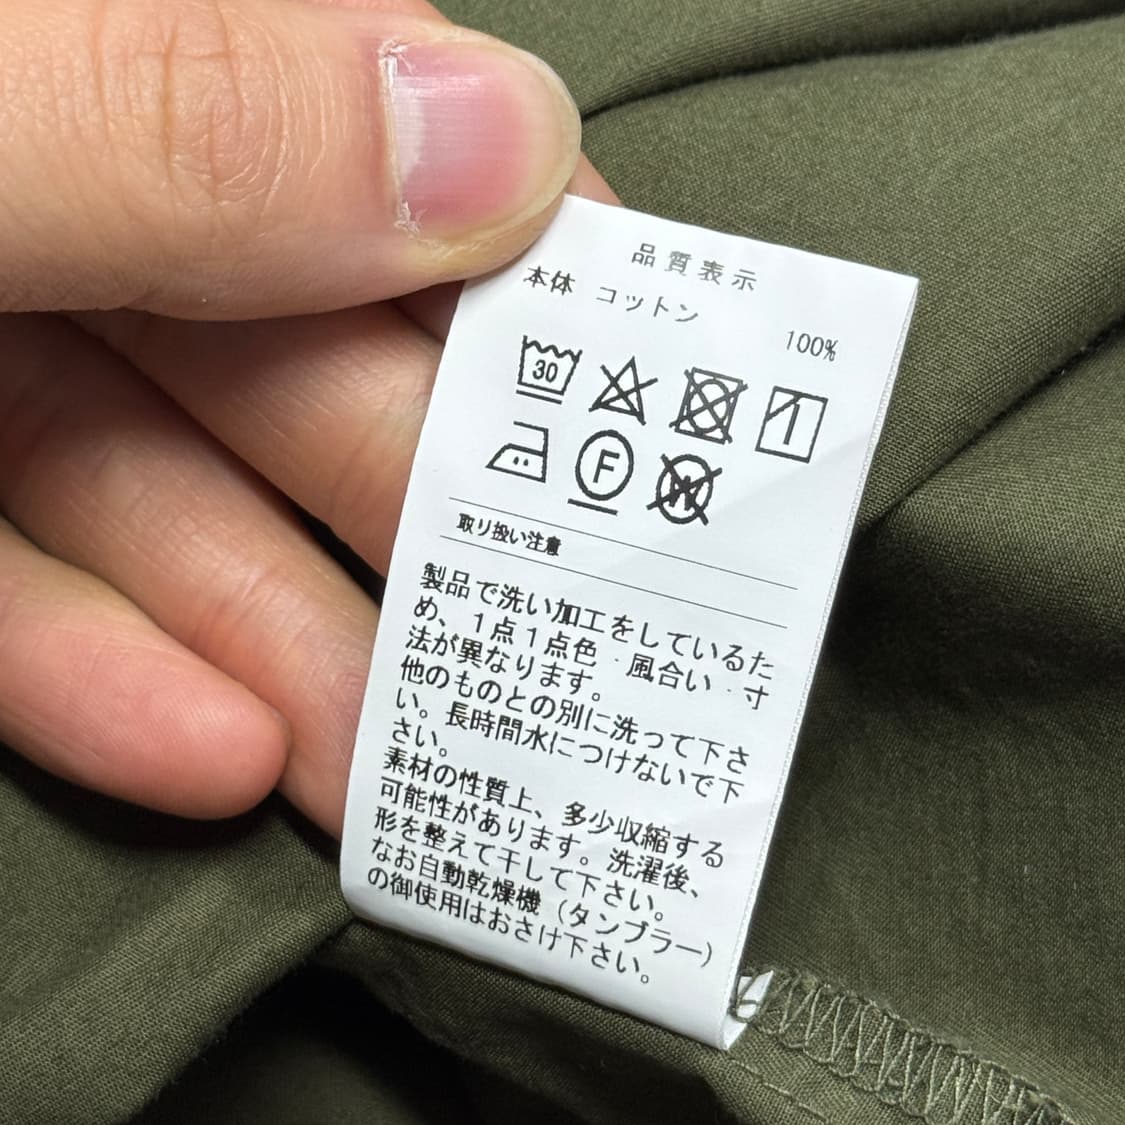 品質表示
本体 コットン
100%
30
F
W
取り扱い注意
製品で洗い加工をしているた
め、1点1点色・風合い・寸
法が異なります。
他のものとの別に洗って下さ
い。長時間水につけないで下
さい。
素材の性質上、多少収縮する
可能性があります。洗濯後、
形を整えて干して下さい。
なお自動乾燥機(タンブラー)
の御使用はおさけ下さい。